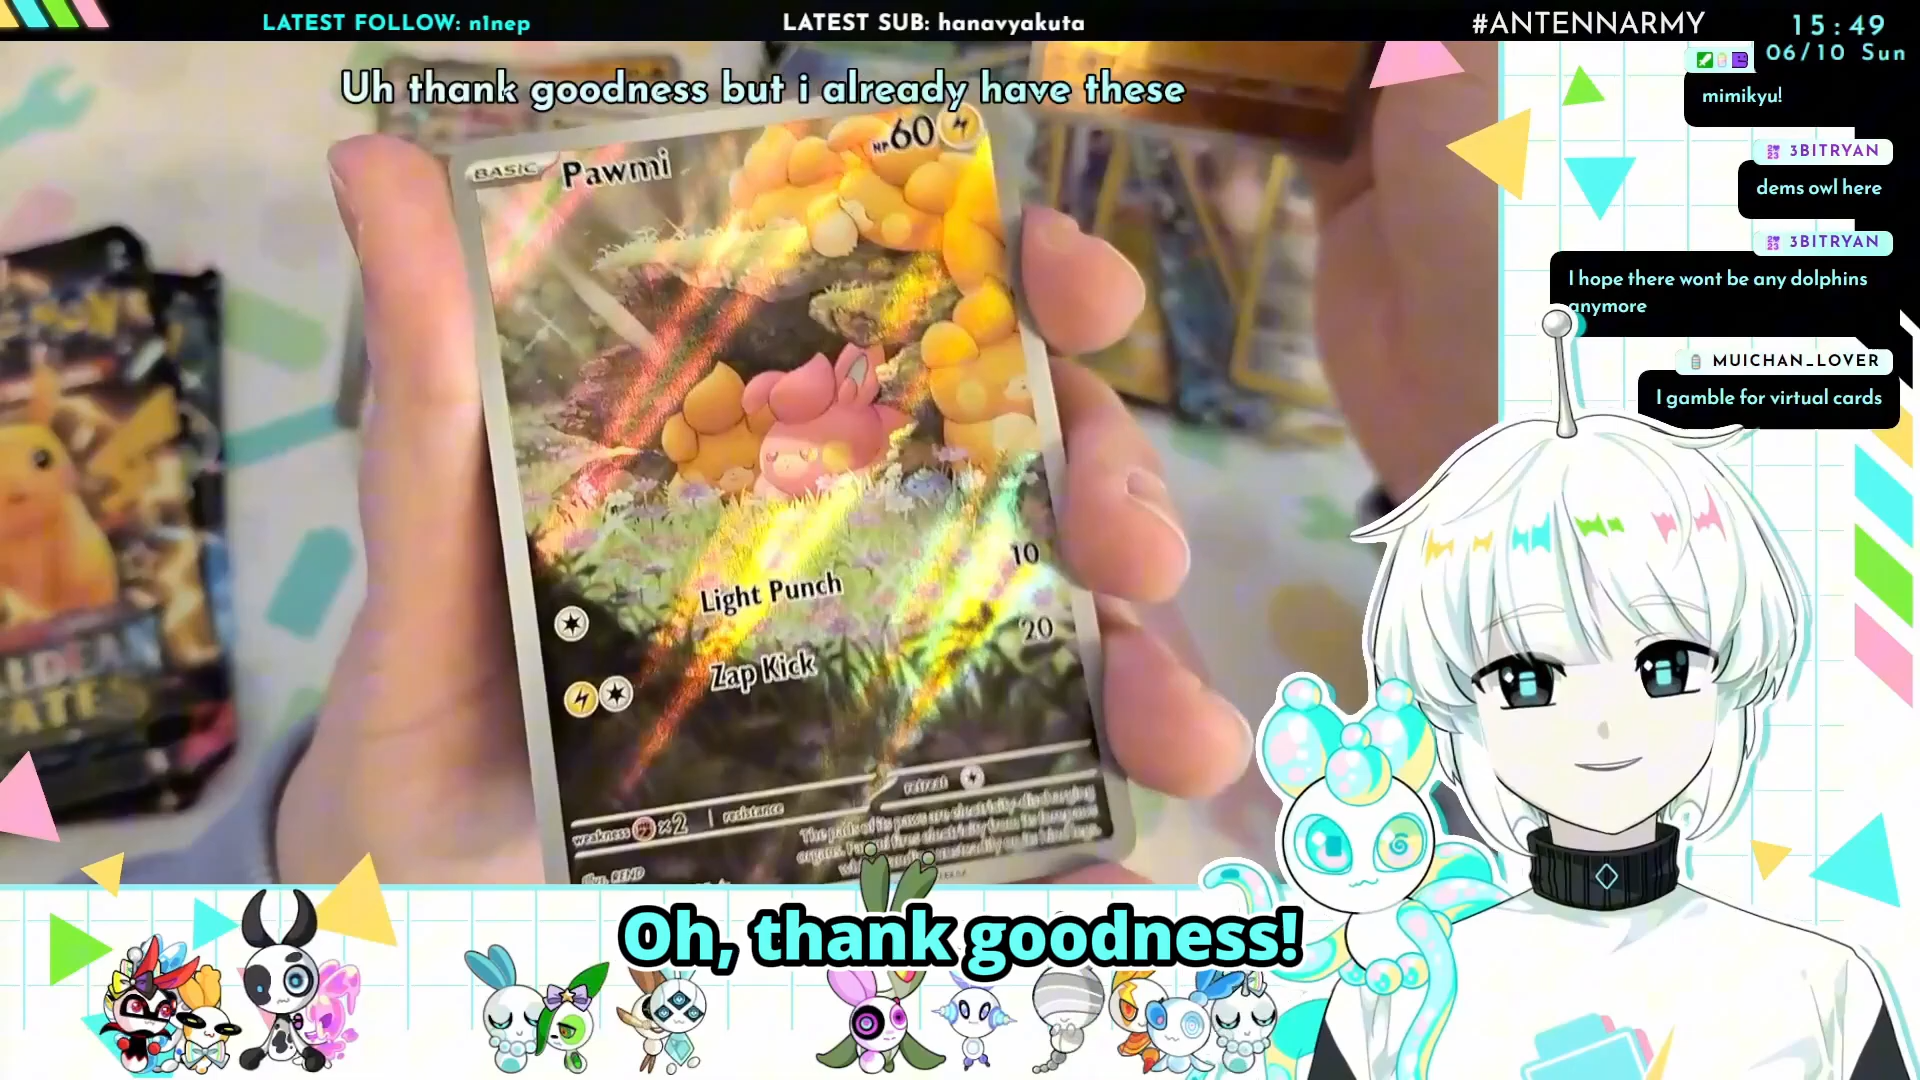 LATEST FOLLOW: n1nep
LATEST SUB: hanavyakuta
#ANTENNARMY
15:49
06/10 Sun
Uh thank goodness but i already have these
mimikyu!
3BITRYAN
dems owl here
3BITRYAN
I hope there wont be any dolphins
anymore
MUICHAN_LOVER
I gamble for virtual cards
BASIC
Pawmi
HP60
Light Punch
10
Zap Kick
20
weakness
×2
resistance
retreat
Oh, thank goodness!